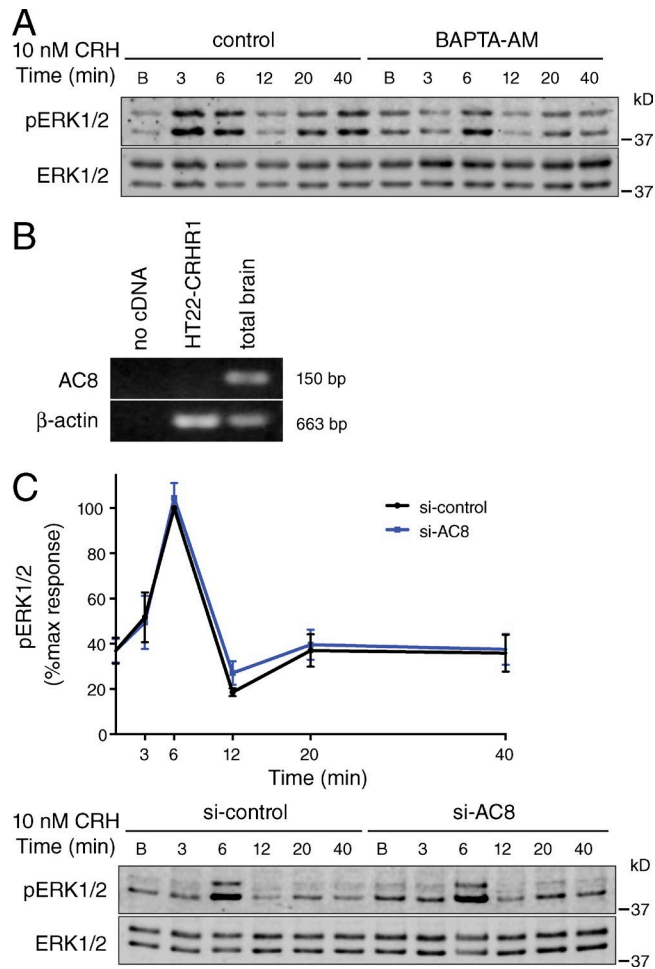 A
10 nM CRH control BAPTA-AM
Time (min) B 3 6 12 20 40 B 3 6 12 20 40
kD
pERK1/2
37
ERK1/2
37
B
no cDNA
HT22-CRHR1
total brain
AC8 150 bp
β-actin 663 bp
C
pERK1/2
(%max response)
100
80
60
40
20
0
si-control
si-AC8
3 6 12 20 40
Time (min)
10 nM CRH si-control si-AC8
Time (min) B 3 6 12 20 40 B 3 6 12 20 40
kD
pERK1/2
37
ERK1/2
37